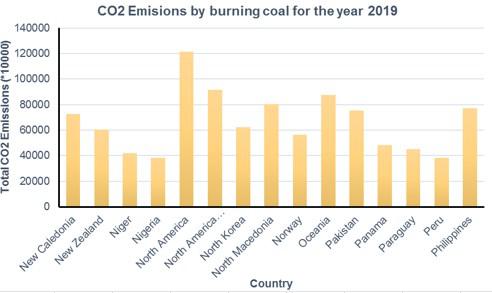 CO2 Emisions by burning coal for the year 2019
Total CO2 Emissions (*10000)
140000
120000
100000
80000
60000
40000
20000
0
New Caledonia
New Zealand
Niger
Nigeria
North America
North America...
North Korea
North Macedonia
Norway
Oceania
Pakistan
Panama
Paraguay
Peru
Philippines
Country